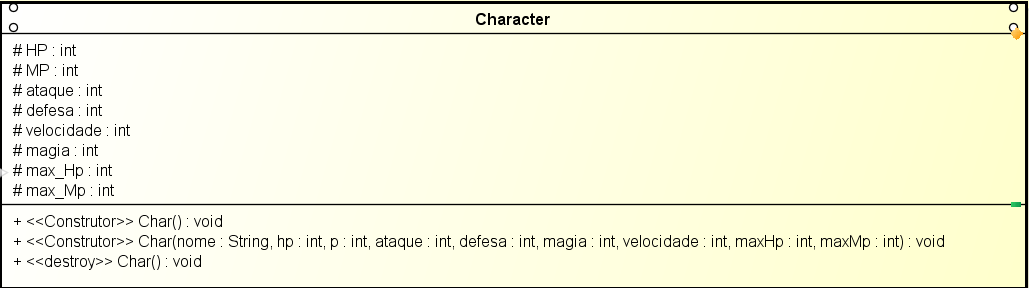 Character
# HP : int
# MP : int
# ataque : int
# defesa : int
# velocidade : int
# magia : int
# max_Hp : int
# max_Mp : int
+ <<Construtor>> Char() : void
+ <<Construtor>> Char(nome : String, hp : int, p : int, ataque : int, defesa : int, magia : int, velocidade : int, maxHp : int, maxMp : int) : void
+ <<destroy>> Char() : void